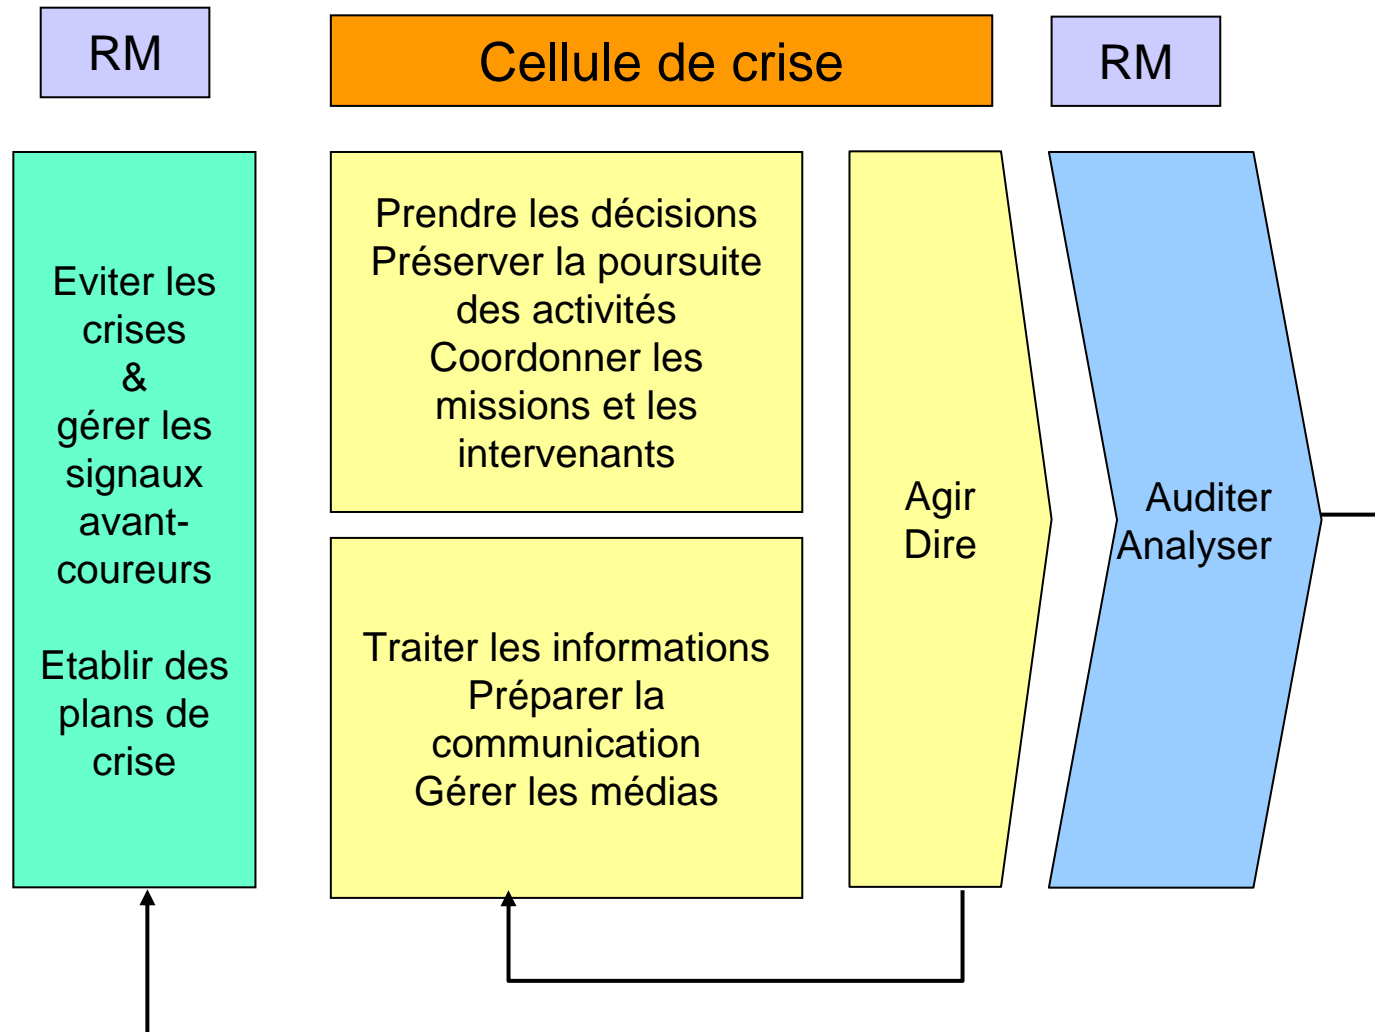 RM
Cellule de crise
RM
Eviter les
crises
&
gérer les
signaux
avant-
coureurs
Etablir des
plans de
crise
Prendre les décisions
Préserver la poursuite
des activités
Coordonner les
missions et les
intervenants
Traiter les informations
Préparer la
communication
Gérer les médias
Agir
Dire
Auditer
Analyser